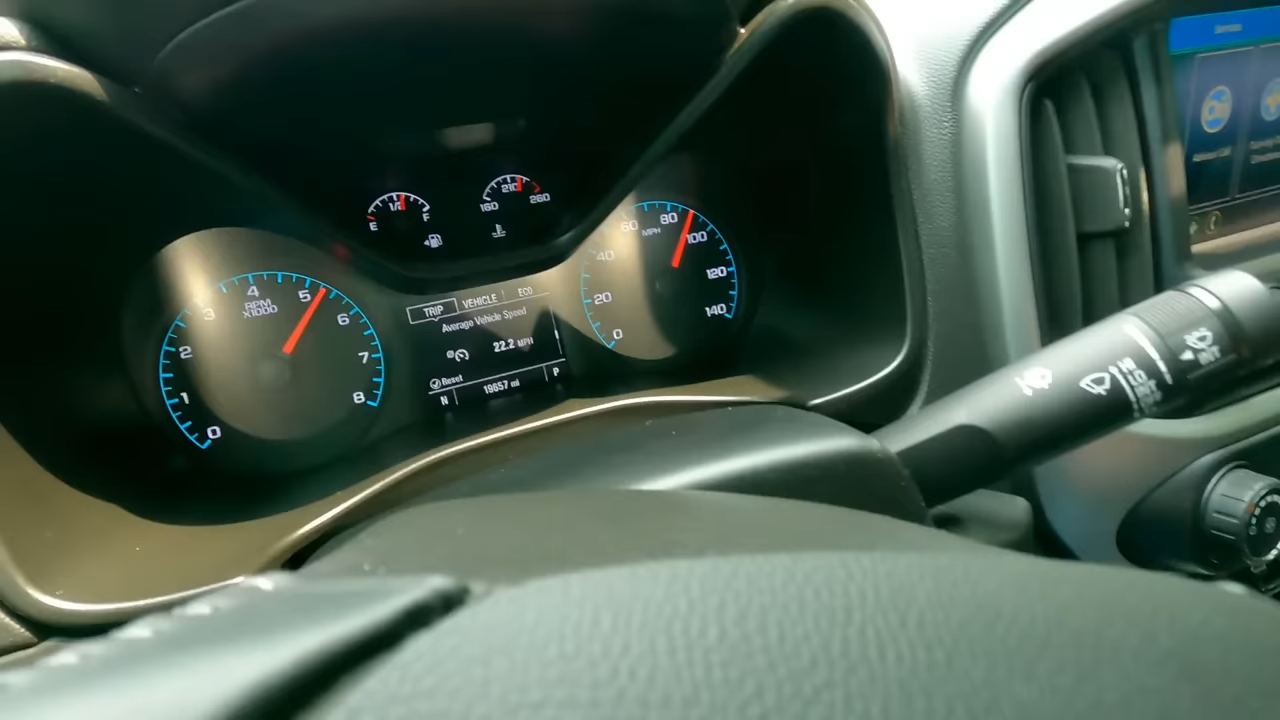 E 1/2 F
160 210 260
0 1 2 3 4 5 6 7 8
RPM
X1000
TRIP VEHICLE ECO
Average Vehicle Speed
22.2 MPH
Reset
N 19657 mi P
0 20 40 60 80 100 120 140
MPH